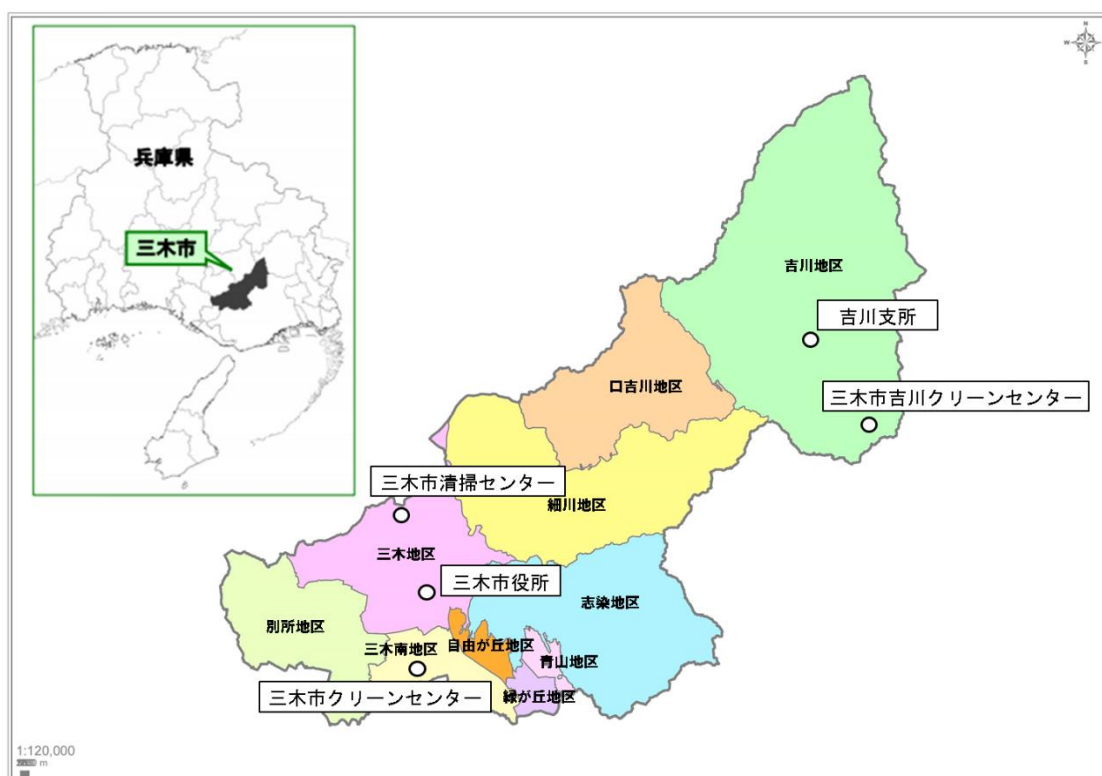 兵庫県
三木市
吉川地区
吉川支所
口吉川地区
三木市吉川クリーンセンター
三木市清掃センター
細川地区
三木地区
三木市役所
志染地区
別所地区
三木南地区
自由が丘地区
青山地区
三木市クリーンセンター
緑が丘地区
N
W
E
S
1:120,000